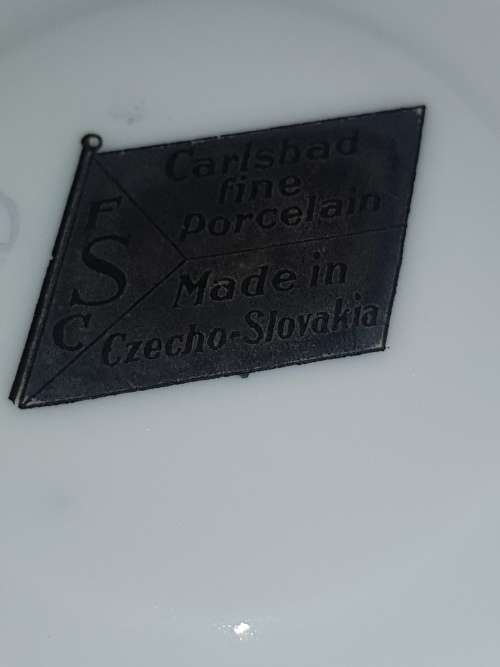 F
S
C
Carlsbad
fine
porcelain
Made in
Czecho-Slovakia